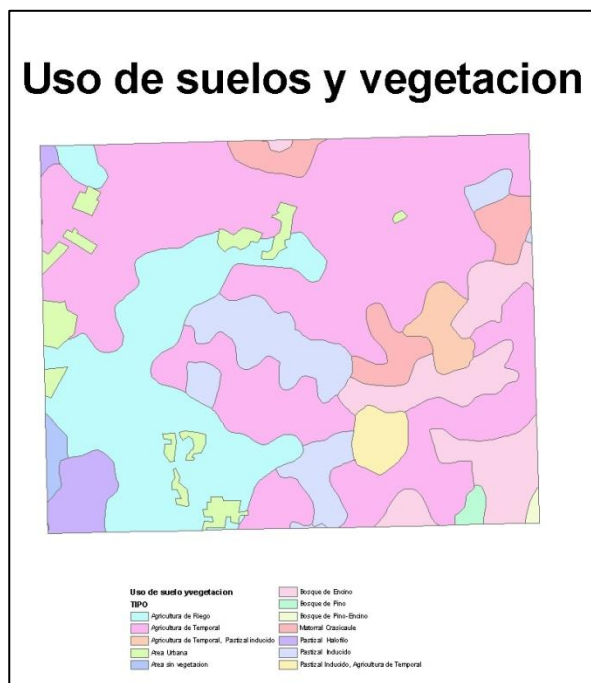 Uso de suelos y vegetacion
Uso de suelo yvegetacion
TIPO
Agricultura de Riego
Agricultura de Temporal
Agricultura de Temporal, Pastizal inducido
Area Urbana
Area sin vegetacion
Bosque de Encino
Bosque de Pino
Bosque de Pino-Encino
Matorral Crasicaule
Pastizal Halofilo
Pastizal Inducido
Pastizal Inducido, Agricultura de Temporal